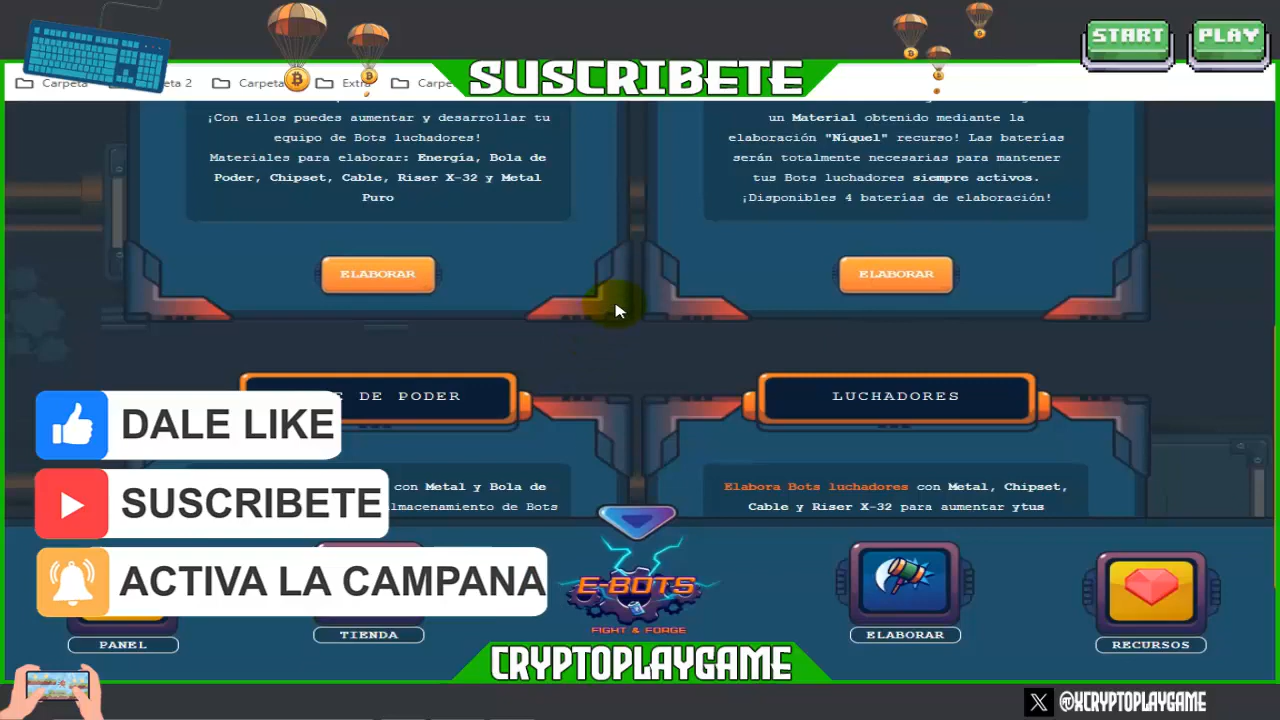 START
PLAY
SUSCRIBETE
Carpeta
eta 2
Carpeta
Extra
Carpe
¡Con ellos puedes aumentar y desarrollar tu
equipo de Bots luchadores!
Materiales para elaborar: Energía, Bola de
Poder, Chipset, Cable, Riser X-32 y Metal
Puro
un Material obtenido mediante la
elaboración "Níquel" recurso! Las baterías
serán totalmente necesarias para mantener
tus Bots luchadores siempre activos.
¡Disponibles 4 baterías de elaboración!
ELABORAR
ELABORAR
E DE PODER
LUCHADORES
con Metal y Bola de
lmacenamiento de Bots
Elabora Bots luchadores con Metal, Chipset,
Cable y Riser X-32 para aumentar ytus
DALE LIKE
SUSCRIBETE
ACTIVA LA CAMPANA
PANEL
TIENDA
E-BOTS
FIGHT & FORGE
ELABORAR
RECURSOS
CRYPTOPLAYGAME
X @XCRYPTOPLAYGAME